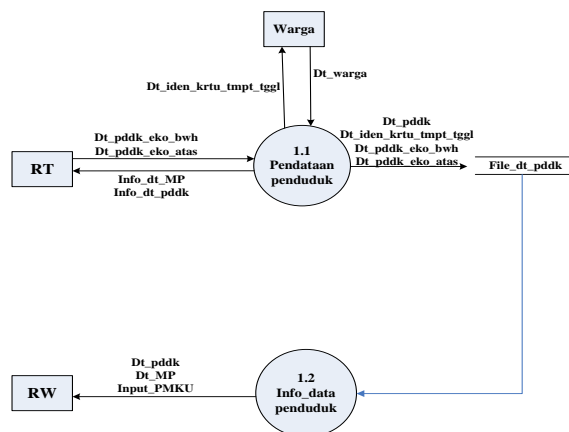 Warga
Dt_iden_krtu_tmpt_tggl
Dt_warga
Dt_pddk_eko_bwh
Dt_pddk_eko_atas
RT
Info_dt_MP
Info_dt_pddk
1.1
Pendataan
penduduk
Dt_pddk
Dt_iden_krtu_tmpt_tggl
Dt_pddk_eko_bwh
Dt_pddk_eko_atas
File_dt_pddk
RW
Dt_pddk
Dt_MP
Input_PMKU
1.2
Info_data
penduduk